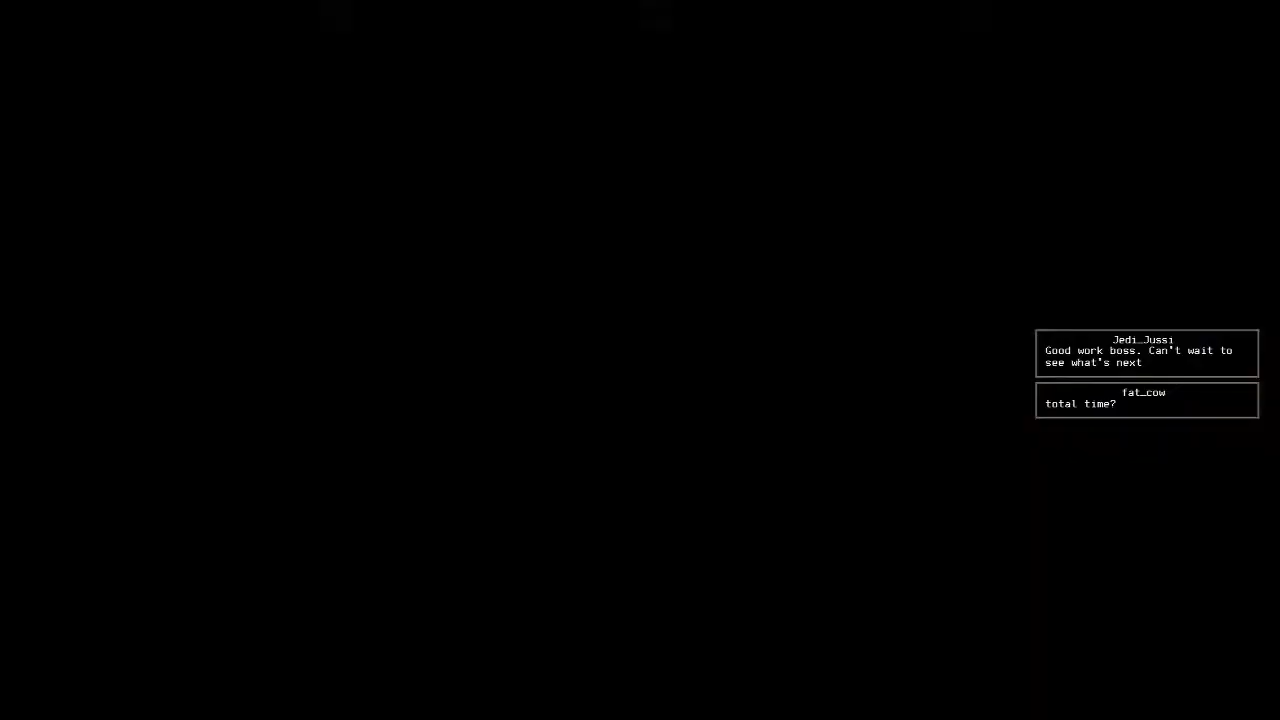 Jedi_Jussi
Good work boss. Can't wait to
see what's next
fat_cow
total time?